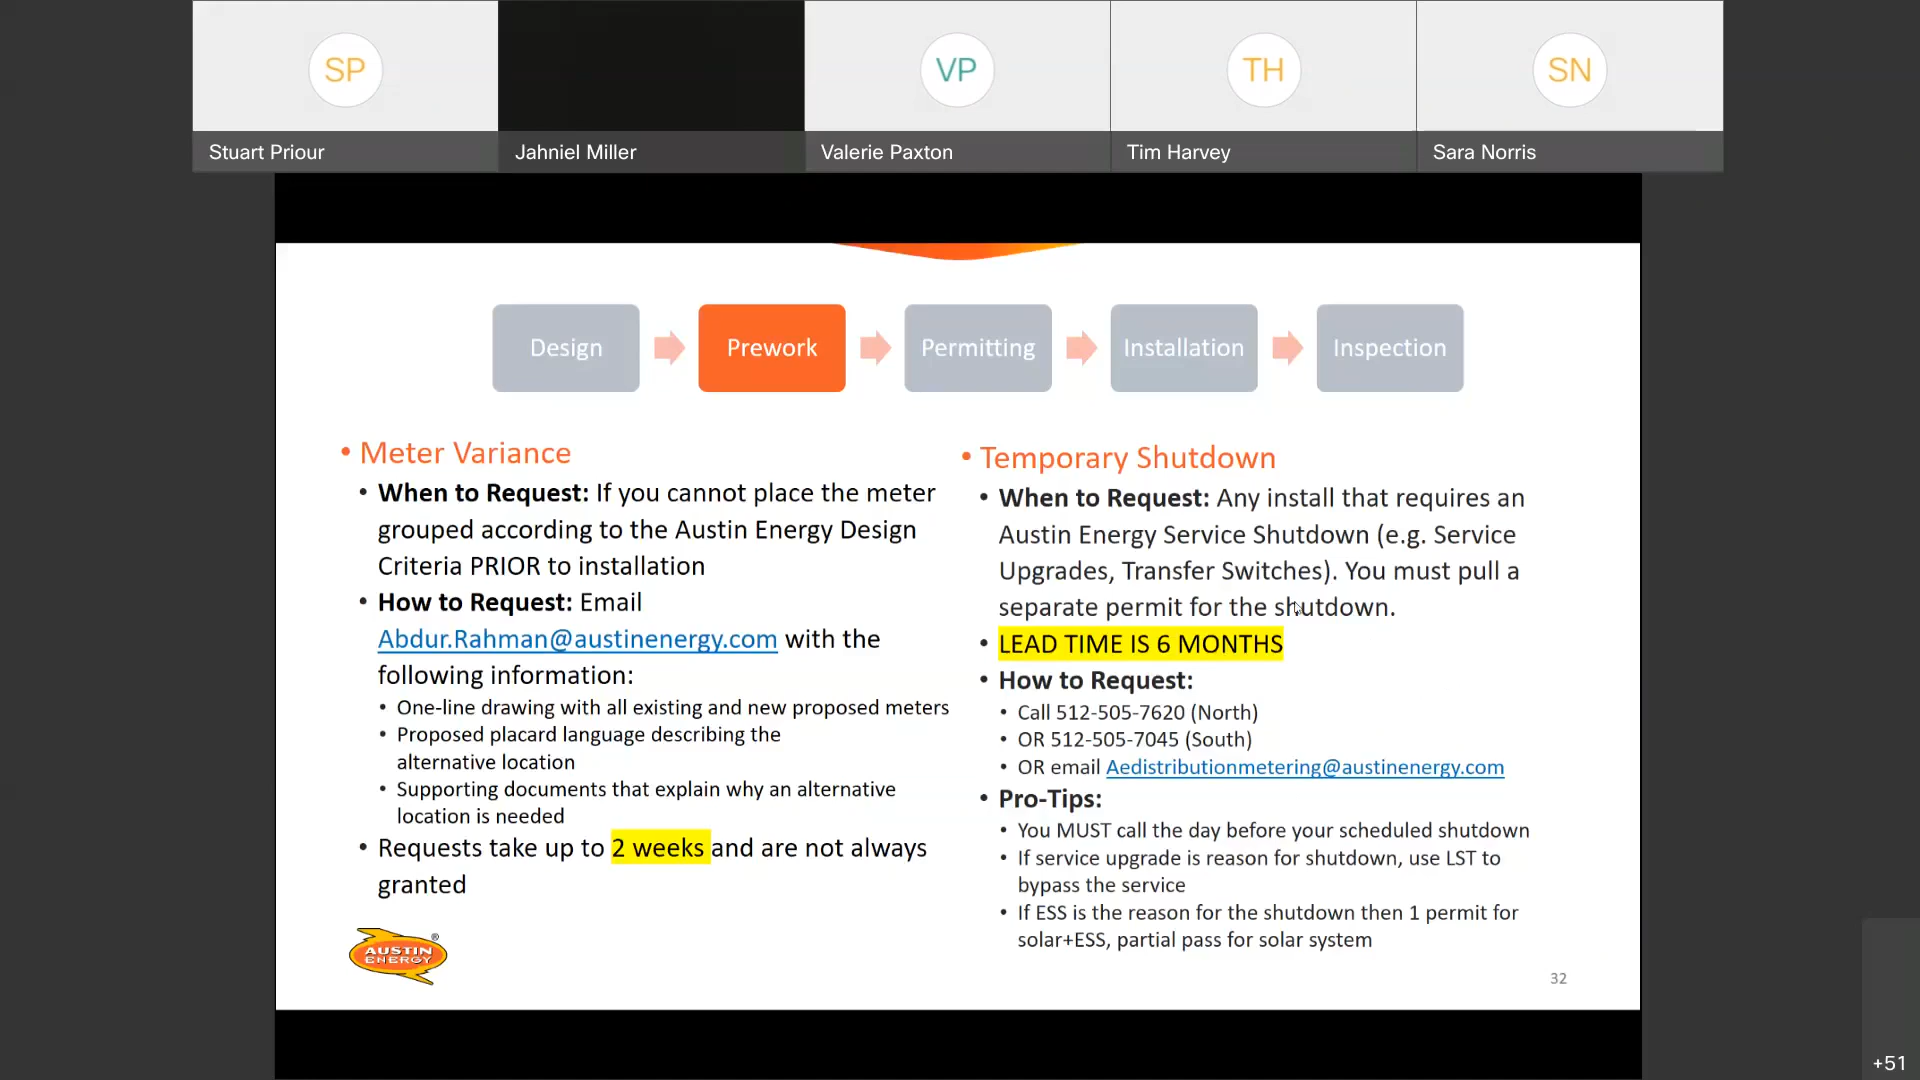 SP
VP
TH
SN
Stuart Priour
Jahniel Miller
Valerie Paxton
Tim Harvey
Sara Norris
Design
Prework
Permitting
Installation
Inspection
• Meter Variance
• When to Request: If you cannot place the meter
grouped according to the Austin Energy Design
Criteria PRIOR to installation
• How to Request: Email
Abdur.Rahman@austinenergy.com with the
following information:
• One-line drawing with all existing and new proposed meters
• Proposed placard language describing the
alternative location
• Supporting documents that explain why an alternative
location is needed
• Requests take up to 2 weeks and are not always
granted
• Temporary Shutdown
• When to Request: Any install that requires an
Austin Energy Service Shutdown (e.g. Service
Upgrades, Transfer Switches). You must pull a
separate permit for the shutdown.
• LEAD TIME IS 6 MONTHS
• How to Request:
• Call 512-505-7620 (North)
• OR 512-505-7045 (South)
• OR email Aedistributionmetering@austinenergy.com
• Pro-Tips:
• You MUST call the day before your scheduled shutdown
• If service upgrade is reason for shutdown, use LST to
bypass the service
• If ESS is the reason for the shutdown then 1 permit for
solar+ESS, partial pass for solar system
AUSTIN
ENERGY
®
32
+51